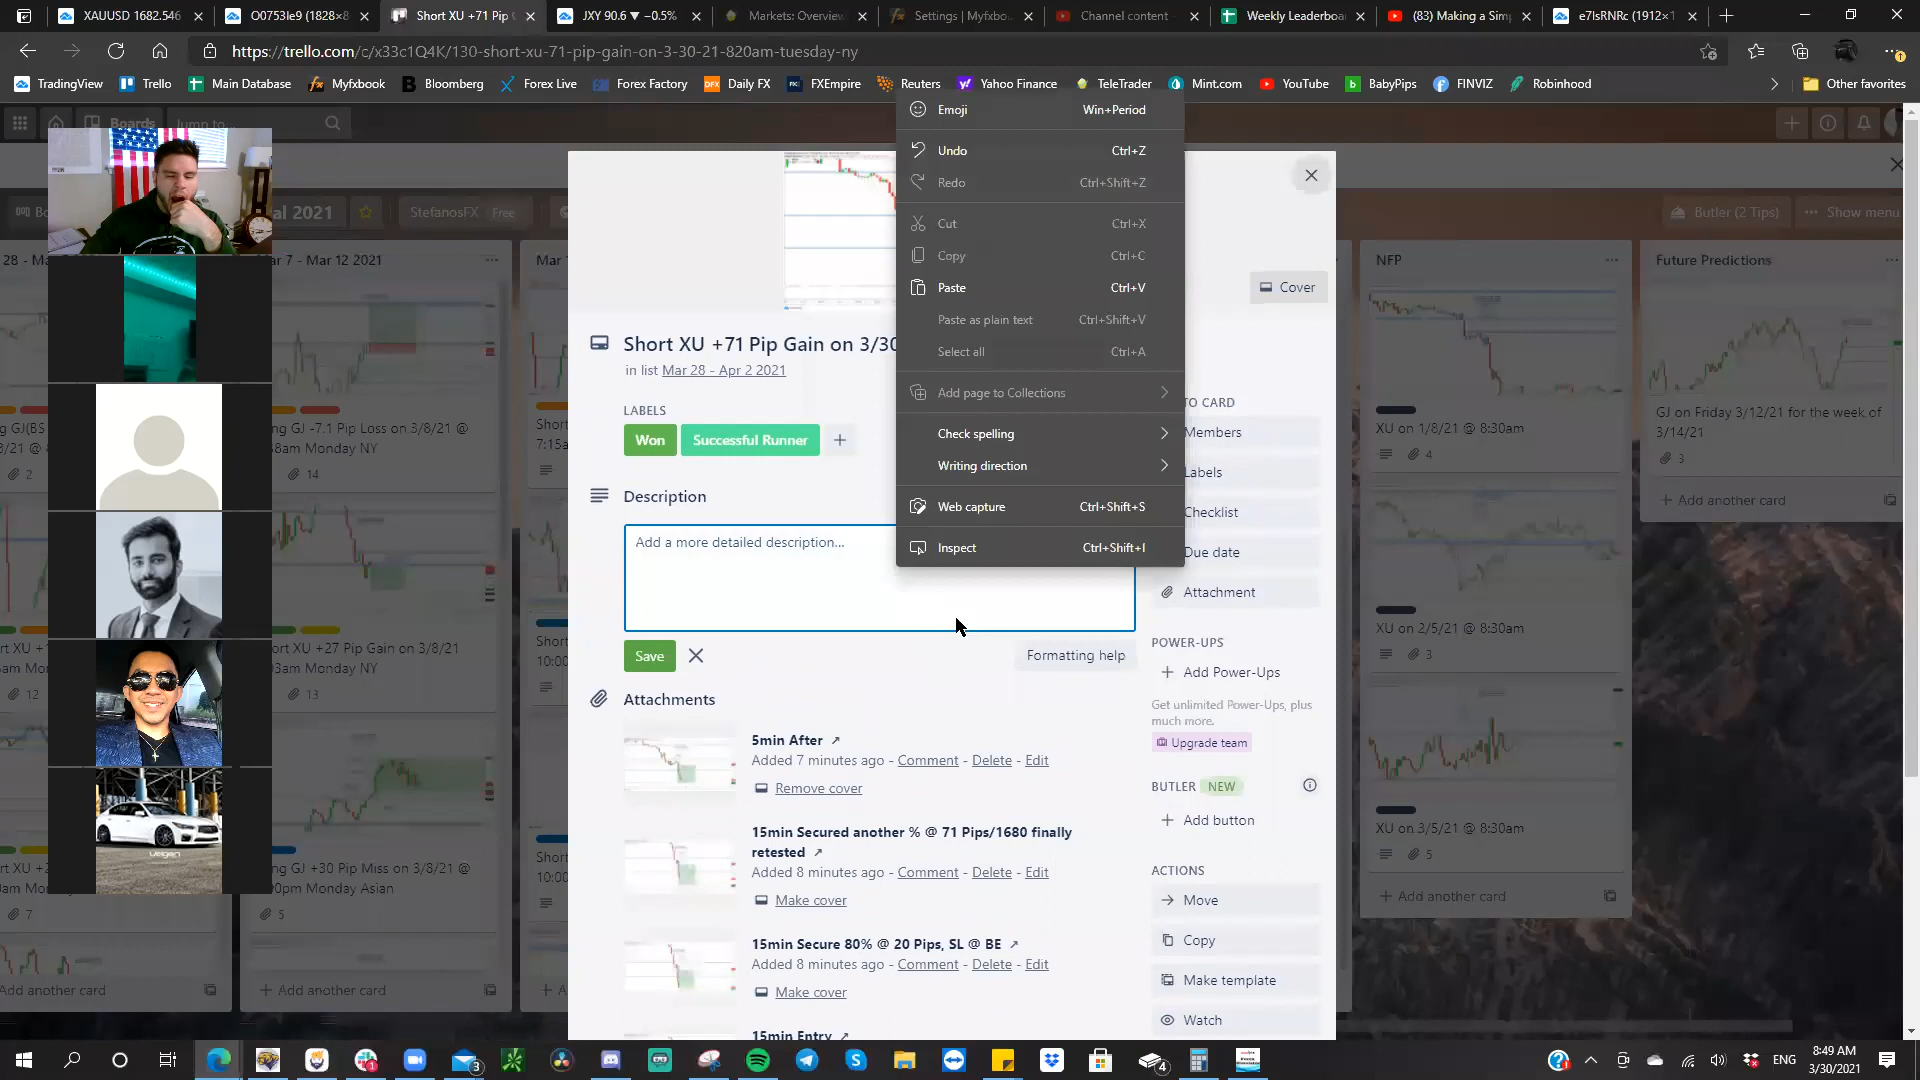 XAUUSD 1682.546
O0753Ie9 (1828×8
Short XU +71 Pip G
JXY 90.6 ▼ −0.5%
Markets: Overview
Settings | Myfxbo
Channel content
Weekly Leaderboa
(83) Making a Sim
e7IsRNRc (1912×1
https://trello.com/c/x33c1Q4K/130-short-xu-71-pip-gain-on-3-30-21-820am-tuesday-ny
TradingView
Trello
Main Database
Myfxbook
Bloomberg
Forex Live
Forex Factory
Daily FX
FXEmpire
Reuters
Yahoo Finance
TeleTrader
Mint.com
YouTube
BabyPips
FINVIZ
Robinhood
Other favorites
Boards
Jump to...
al 2021
StefanosFX Free
Butler (2 Tips)
Show menu
Mar 7 - Mar 12 2021
NFP
Future Predictions
Emoji Win+Period
Undo Ctrl+Z
Redo Ctrl+Shift+Z
Cut Ctrl+X
Copy Ctrl+C
Paste Ctrl+V
Paste as plain text Ctrl+Shift+V
Select all Ctrl+A
Add page to Collections
Check spelling
Writing direction
Web capture Ctrl+Shift+S
Inspect Ctrl+Shift+I
Cover
Short XU +71 Pip Gain on 3/30
in list Mar 28 - Apr 2 2021
LABELS
Won
Successful Runner
Description
Add a more detailed description...
Save
Formatting help
Attachments
5min After
Added 7 minutes ago - Comment - Delete - Edit
Remove cover
15min Secured another % @ 71 Pips/1680 finally
retested
Added 8 minutes ago - Comment - Delete - Edit
Make cover
15min Secure 80% @ 20 Pips, SL @ BE
Added 8 minutes ago - Comment - Delete - Edit
Make cover
15min Entry
TO CARD
Members
Labels
Checklist
Due date
Attachment
POWER-UPS
Add Power-Ups
Get unlimited Power-Ups, plus
much more.
Upgrade team
BUTLER NEW
Add button
ACTIONS
Move
Copy
Make template
Watch
ng GJ -7.1 Pip Loss on 3/8/21 @
8am Monday NY
14
rt XU +27 Pip Gain on 3/8/21
3am Monday NY
13
ng GJ +30 Pip Miss on 3/8/21 @
0pm Monday Asian
5
Add another card
Add another card
XU on 1/8/21 @ 8:30am
4
XU on 2/5/21 @ 8:30am
3
XU on 3/5/21 @ 8:30am
5
Add another card
GJ on Friday 3/12/21 for the week of
3/14/21
3
Add another card
ENG
8:49 AM
3/30/2021